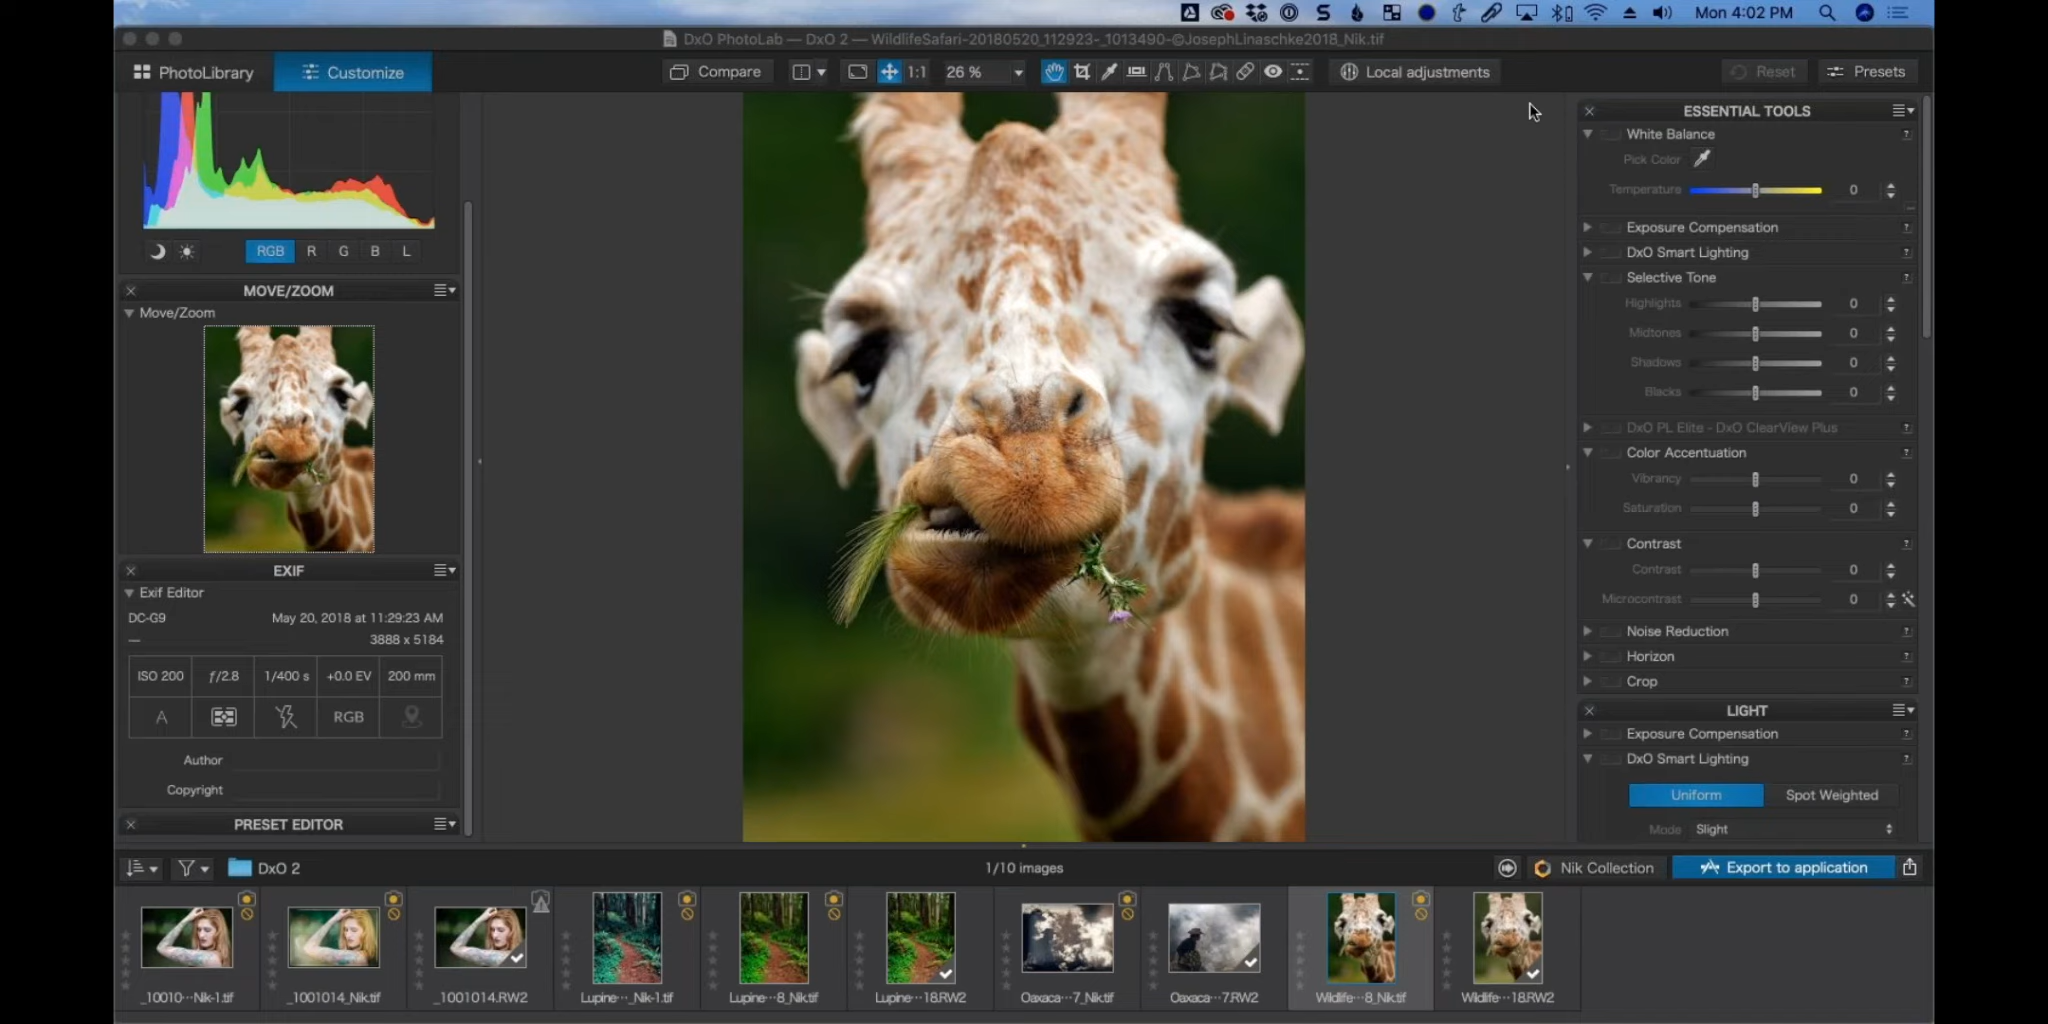 Mon 4:02 PM
DxO PhotoLab — DxO 2 — WildlifeSafari-20180520_112923-_1013490-©JosephLinaschke2018_Nik.tif
PhotoLibrary
Customize
Compare
1:1
26 %
Local adjustments
Reset
Presets
RGB R G B L
MOVE/ZOOM
Move/Zoom
EXIF
Exif Editor
DC-G9 May 20, 2018 at 11:29:23 AM
— 3888 x 5184
ISO 200 ƒ/2.8 1/400 s +0.0 EV 200 mm
A RGB
Author
Copyright
PRESET EDITOR
ESSENTIAL TOOLS
White Balance ?
Pick Color
Temperature 0
Exposure Compensation ?
DxO Smart Lighting ?
Selective Tone ?
Highlights 0
Midtones 0
Shadows 0
Blacks 0
DxO PL Elite - DxO ClearView Plus ?
Color Accentuation ?
Vibrancy 0
Saturation 0
Contrast ?
Contrast 0
Microcontrast 0
Noise Reduction ?
Horizon ?
Crop ?
LIGHT
Exposure Compensation ?
DxO Smart Lighting ?
Uniform Spot Weighted
Mode Slight
DxO 2
1/10 images
Nik Collection
Export to application
_10010···Nik-1.tif
_1001014_Nik.tif
_1001014.RW2
Lupine···_Nik-1.tif
Lupine···8_Nik.tif
Lupine···18.RW2
Oaxaca···7_Nik.tif
Oaxaca···7.RW2
Wildlife···8_Nik.tif
Wildlife···18.RW2